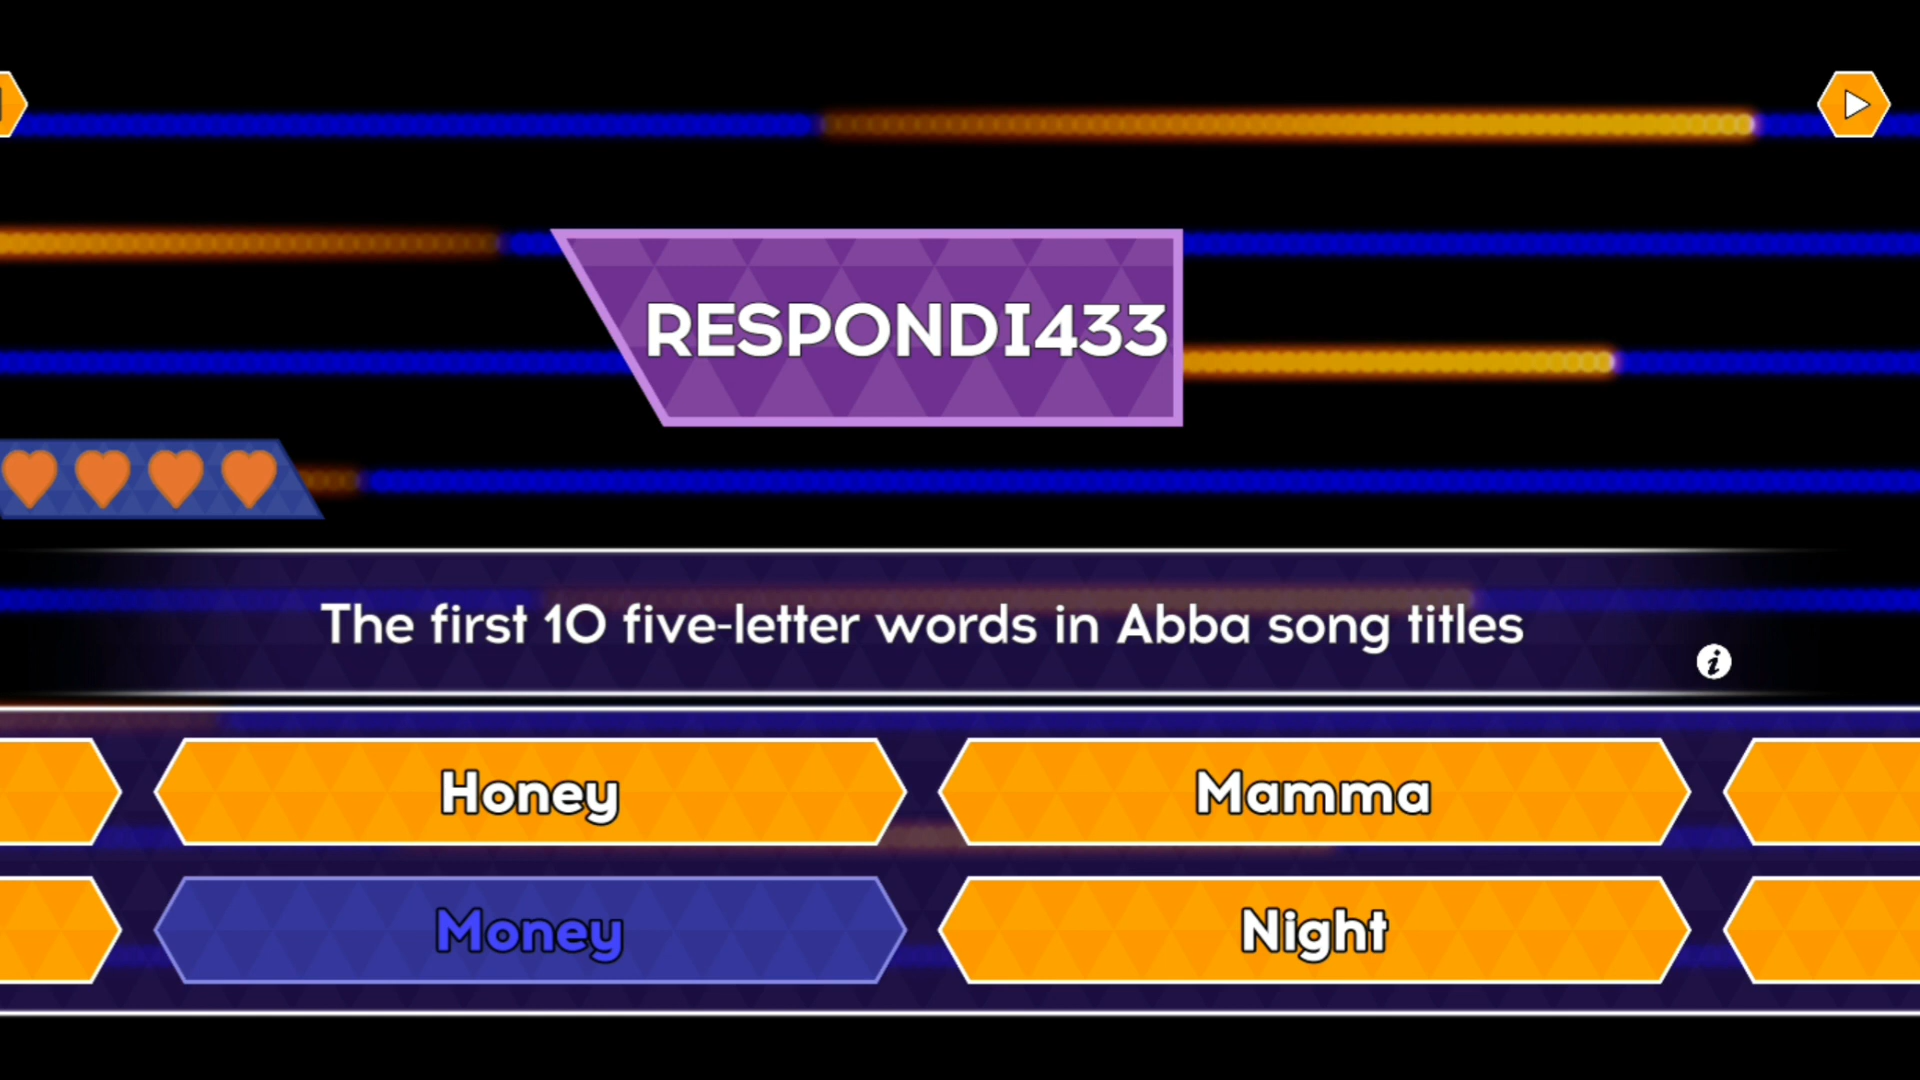 RESPONDI433
The first 10 five-letter words in Abba song titles
i
Honey
Mamma
Money
Night